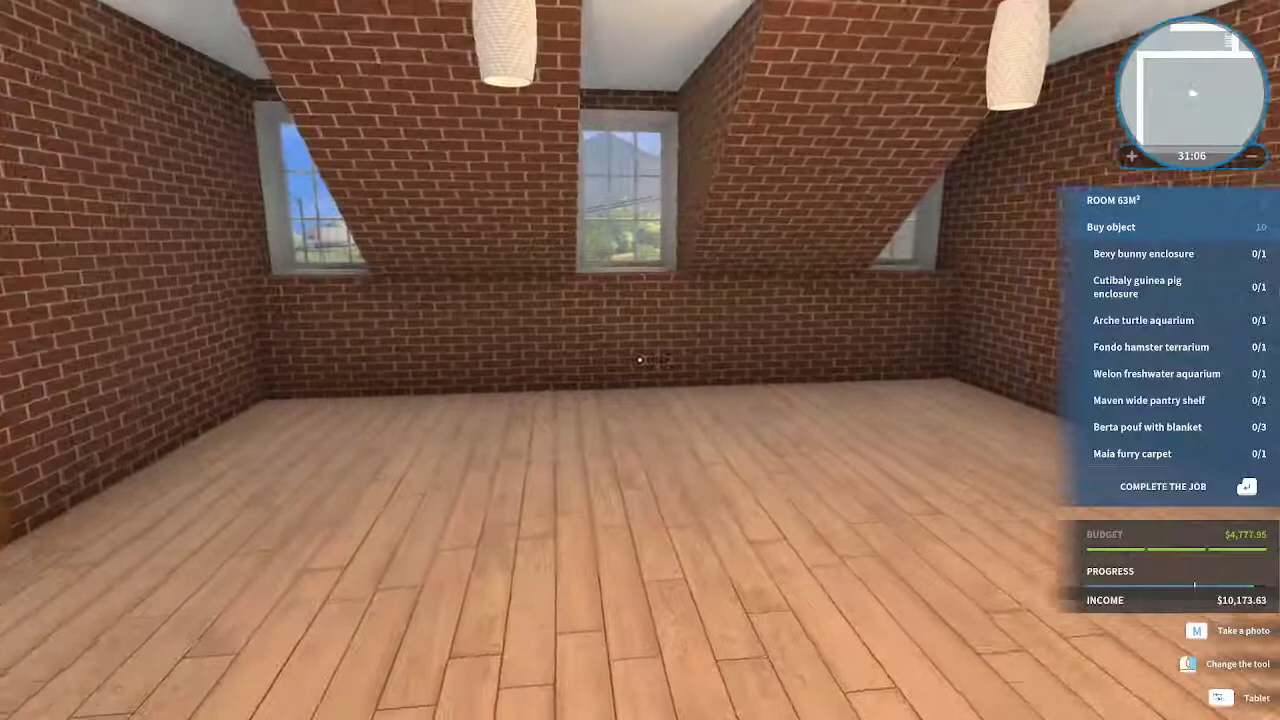 31:06
ROOM 63M²
Buy object 10
Bexy bunny enclosure 0/1
Cutibaly guinea pig
enclosure 0/1
Arche turtle aquarium 0/1
Fondo hamster terrarium 0/1
Welon freshwater aquarium 0/1
Maven wide pantry shelf 0/1
Berta pouf with blanket 0/3
Maia furry carpet 0/1
COMPLETE THE JOB
BUDGET $4,777.95
PROGRESS
INCOME $10,173.63
M Take a photo
Change the tool
Tablet